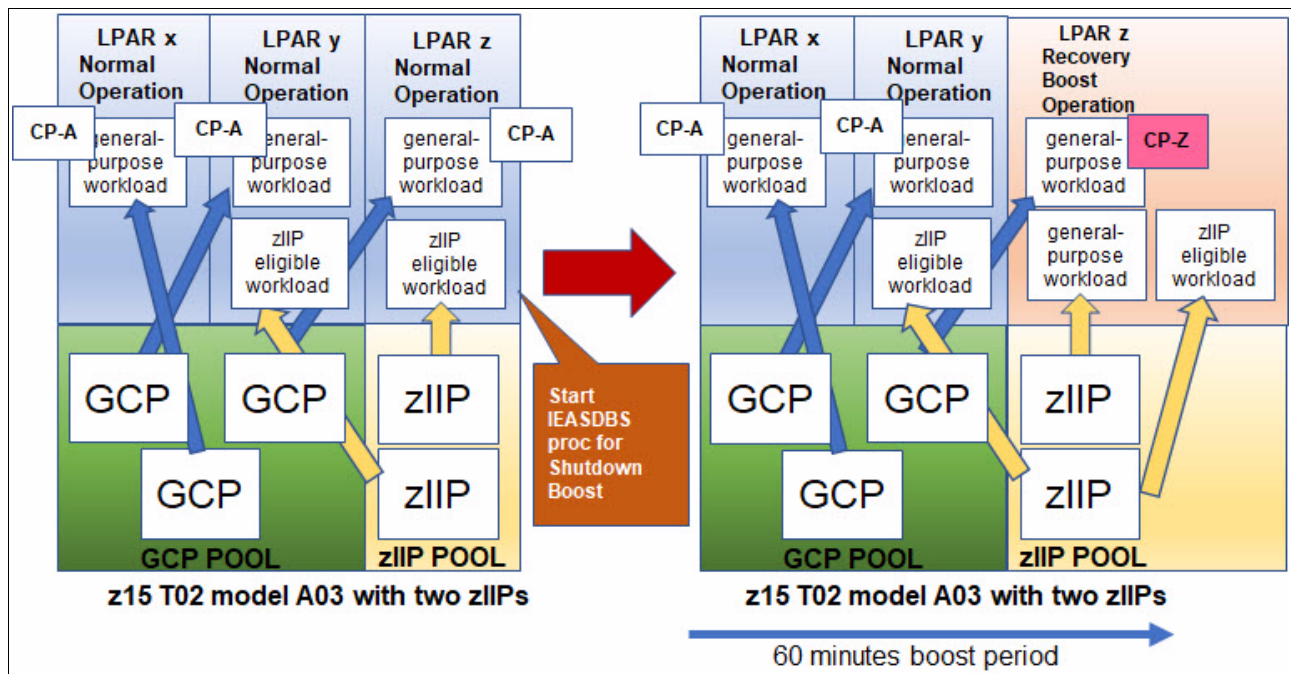 LPAR x
Normal
Operation
LPAR y
Normal
Operation
LPAR z
Normal
Operation
CP-A
general-
purpose
workload
CP-A
general-
purpose
workload
general-
purpose
workload
CP-A
zIIP
eligible
workload
zIIP
eligible
workload
GCP
GCP
zIIP
GCP
zIIP
GCP POOL
zIIP POOL
z15 T02 model A03 with two zIIPs
Start
IEASDBS
proc for
Shutdown
Boost
LPAR x
Normal
Operation
LPAR y
Normal
Operation
LPAR z
Recovery
Boost
Operation
CP-A
general-
purpose
workload
CP-A
general-
purpose
workload
general-
purpose
workload
CP-Z
zIIP
eligible
workload
general-
purpose
workload
zIIP
eligible
workload
GCP
GCP
zIIP
GCP
zIIP
GCP POOL
zIIP POOL
z15 T02 model A03 with two zIIPs
60 minutes boost period